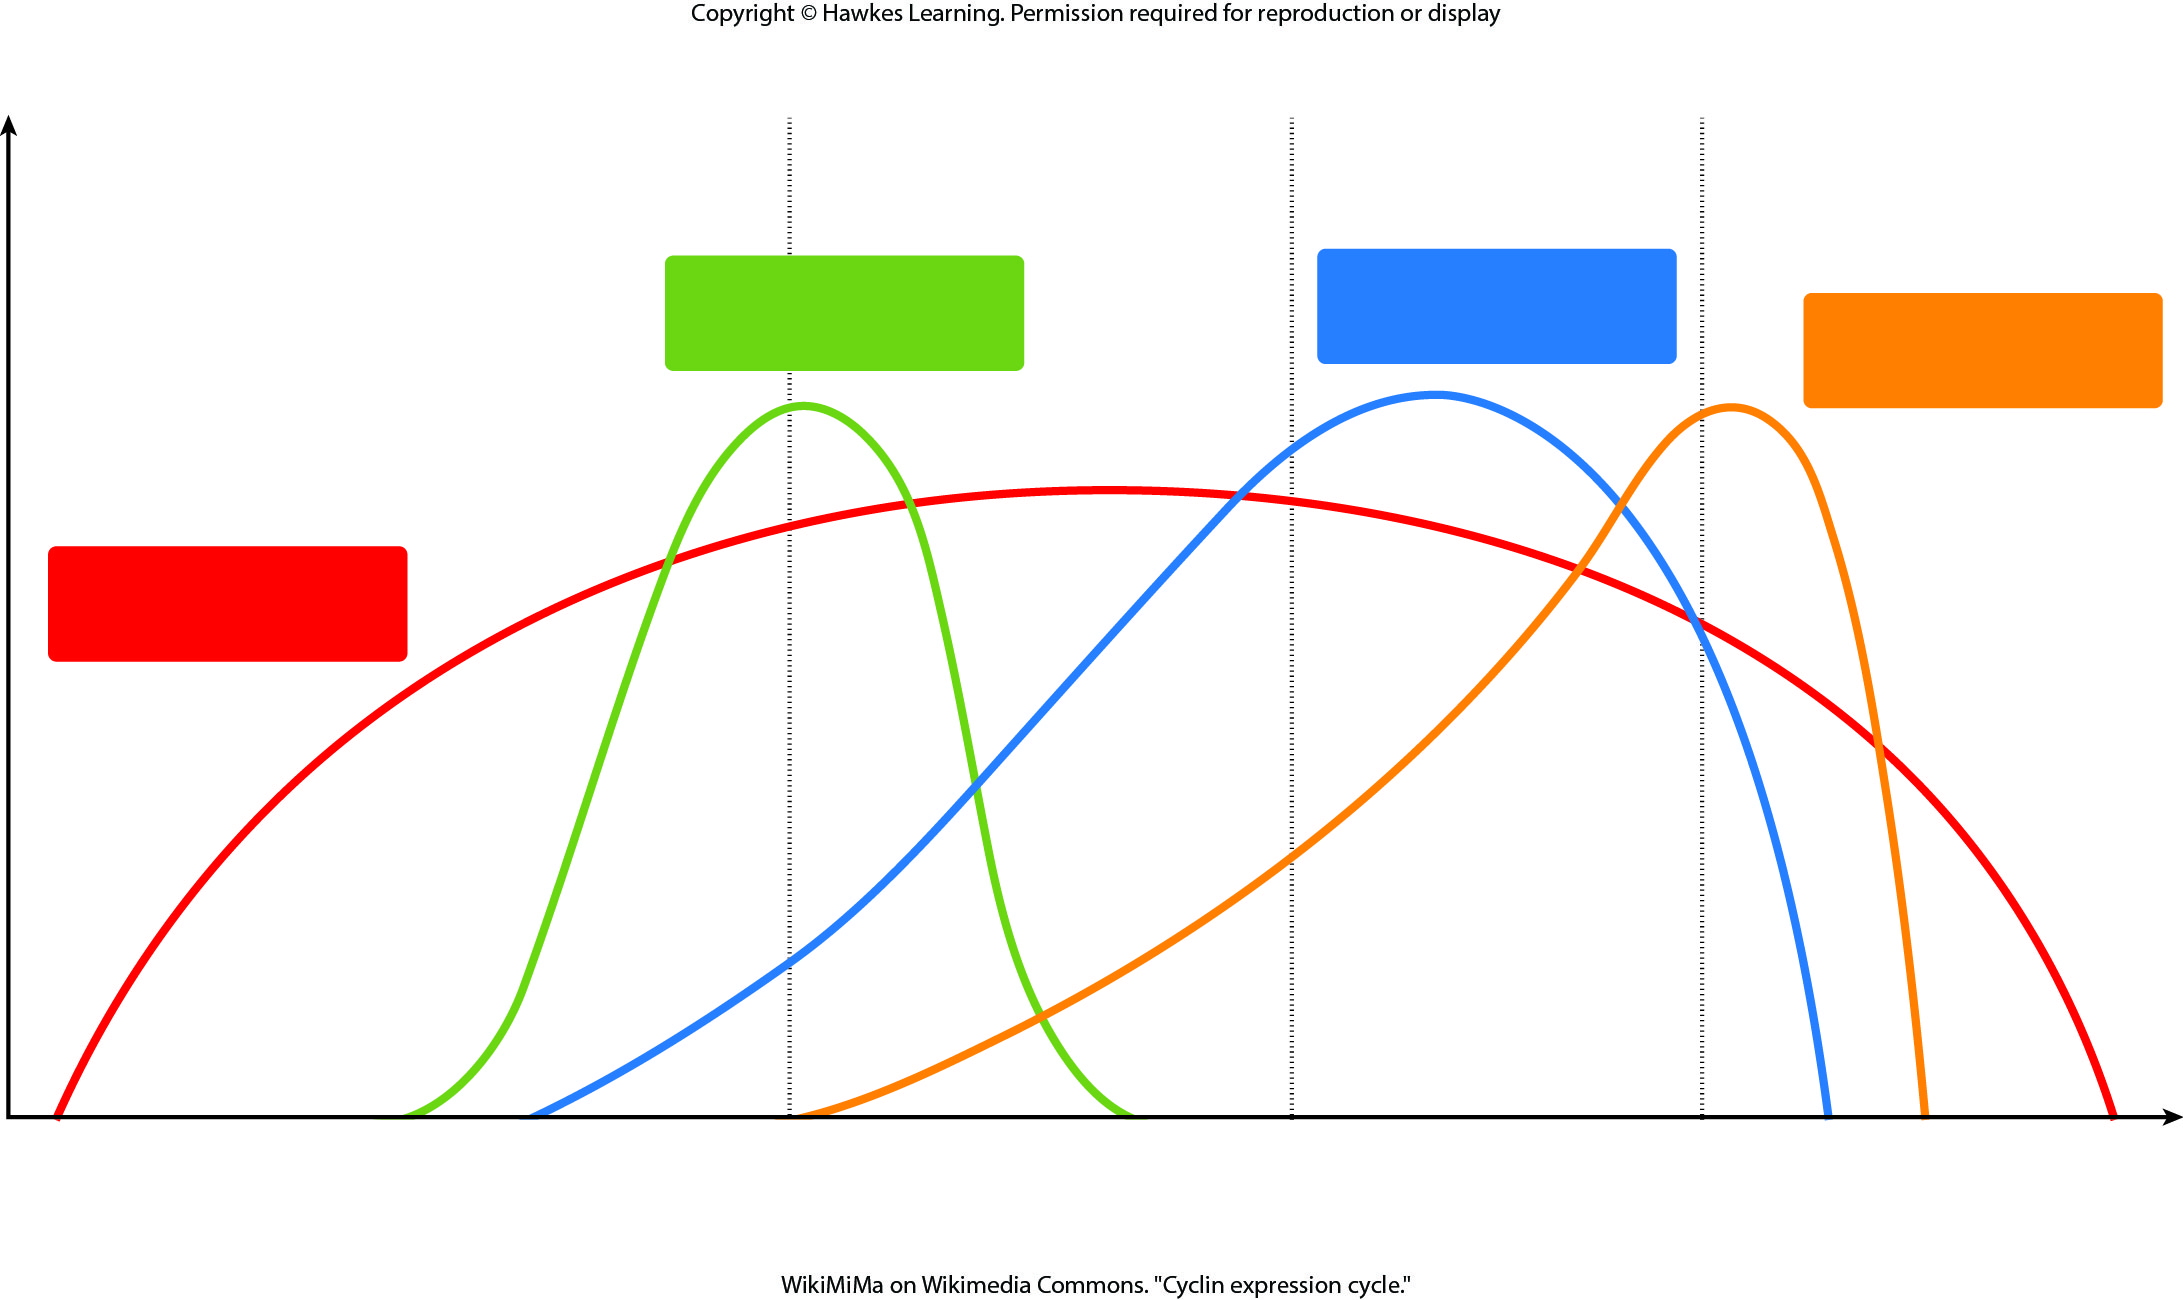 Copyright © Hawkes Learning. Permission required for reproduction or display
WikiMiMa on Wikimedia Commons. "Cyclin expression cycle."